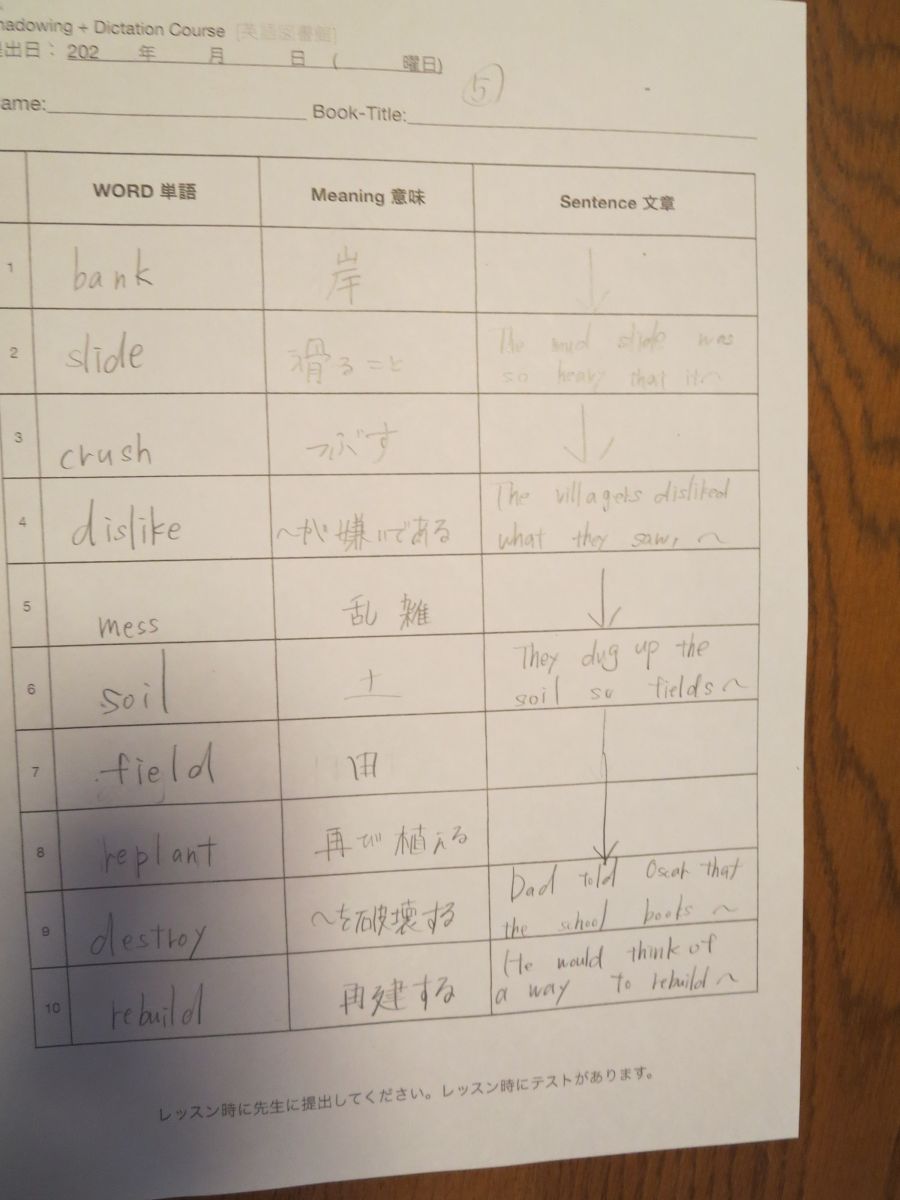 hadowing + Dictation Course [英語図書館]
出日： 202 年 月 日 ( 曜日)
5
ame: Book-Title:
WORD 単語 Meaning 意味 Sentence 文章
1 bank 岸
2 slide 滑ること The mud slide was
so heavy that it~
3 crush つぶす
4 dislike ~が嫌いである The villagers disliked
what they saw, ~
5 mess 乱雑
6 soil 土 They dug up the
soil so fields~
7 field 田
8 replant 再び植える
9 destroy ~を破壊する Dad told Oscar that
the school books ~
10 rebuild 再建する He would think of
a way to rebuild~
レッスン時に先生に提出してください。レッスン時にテストがあります。